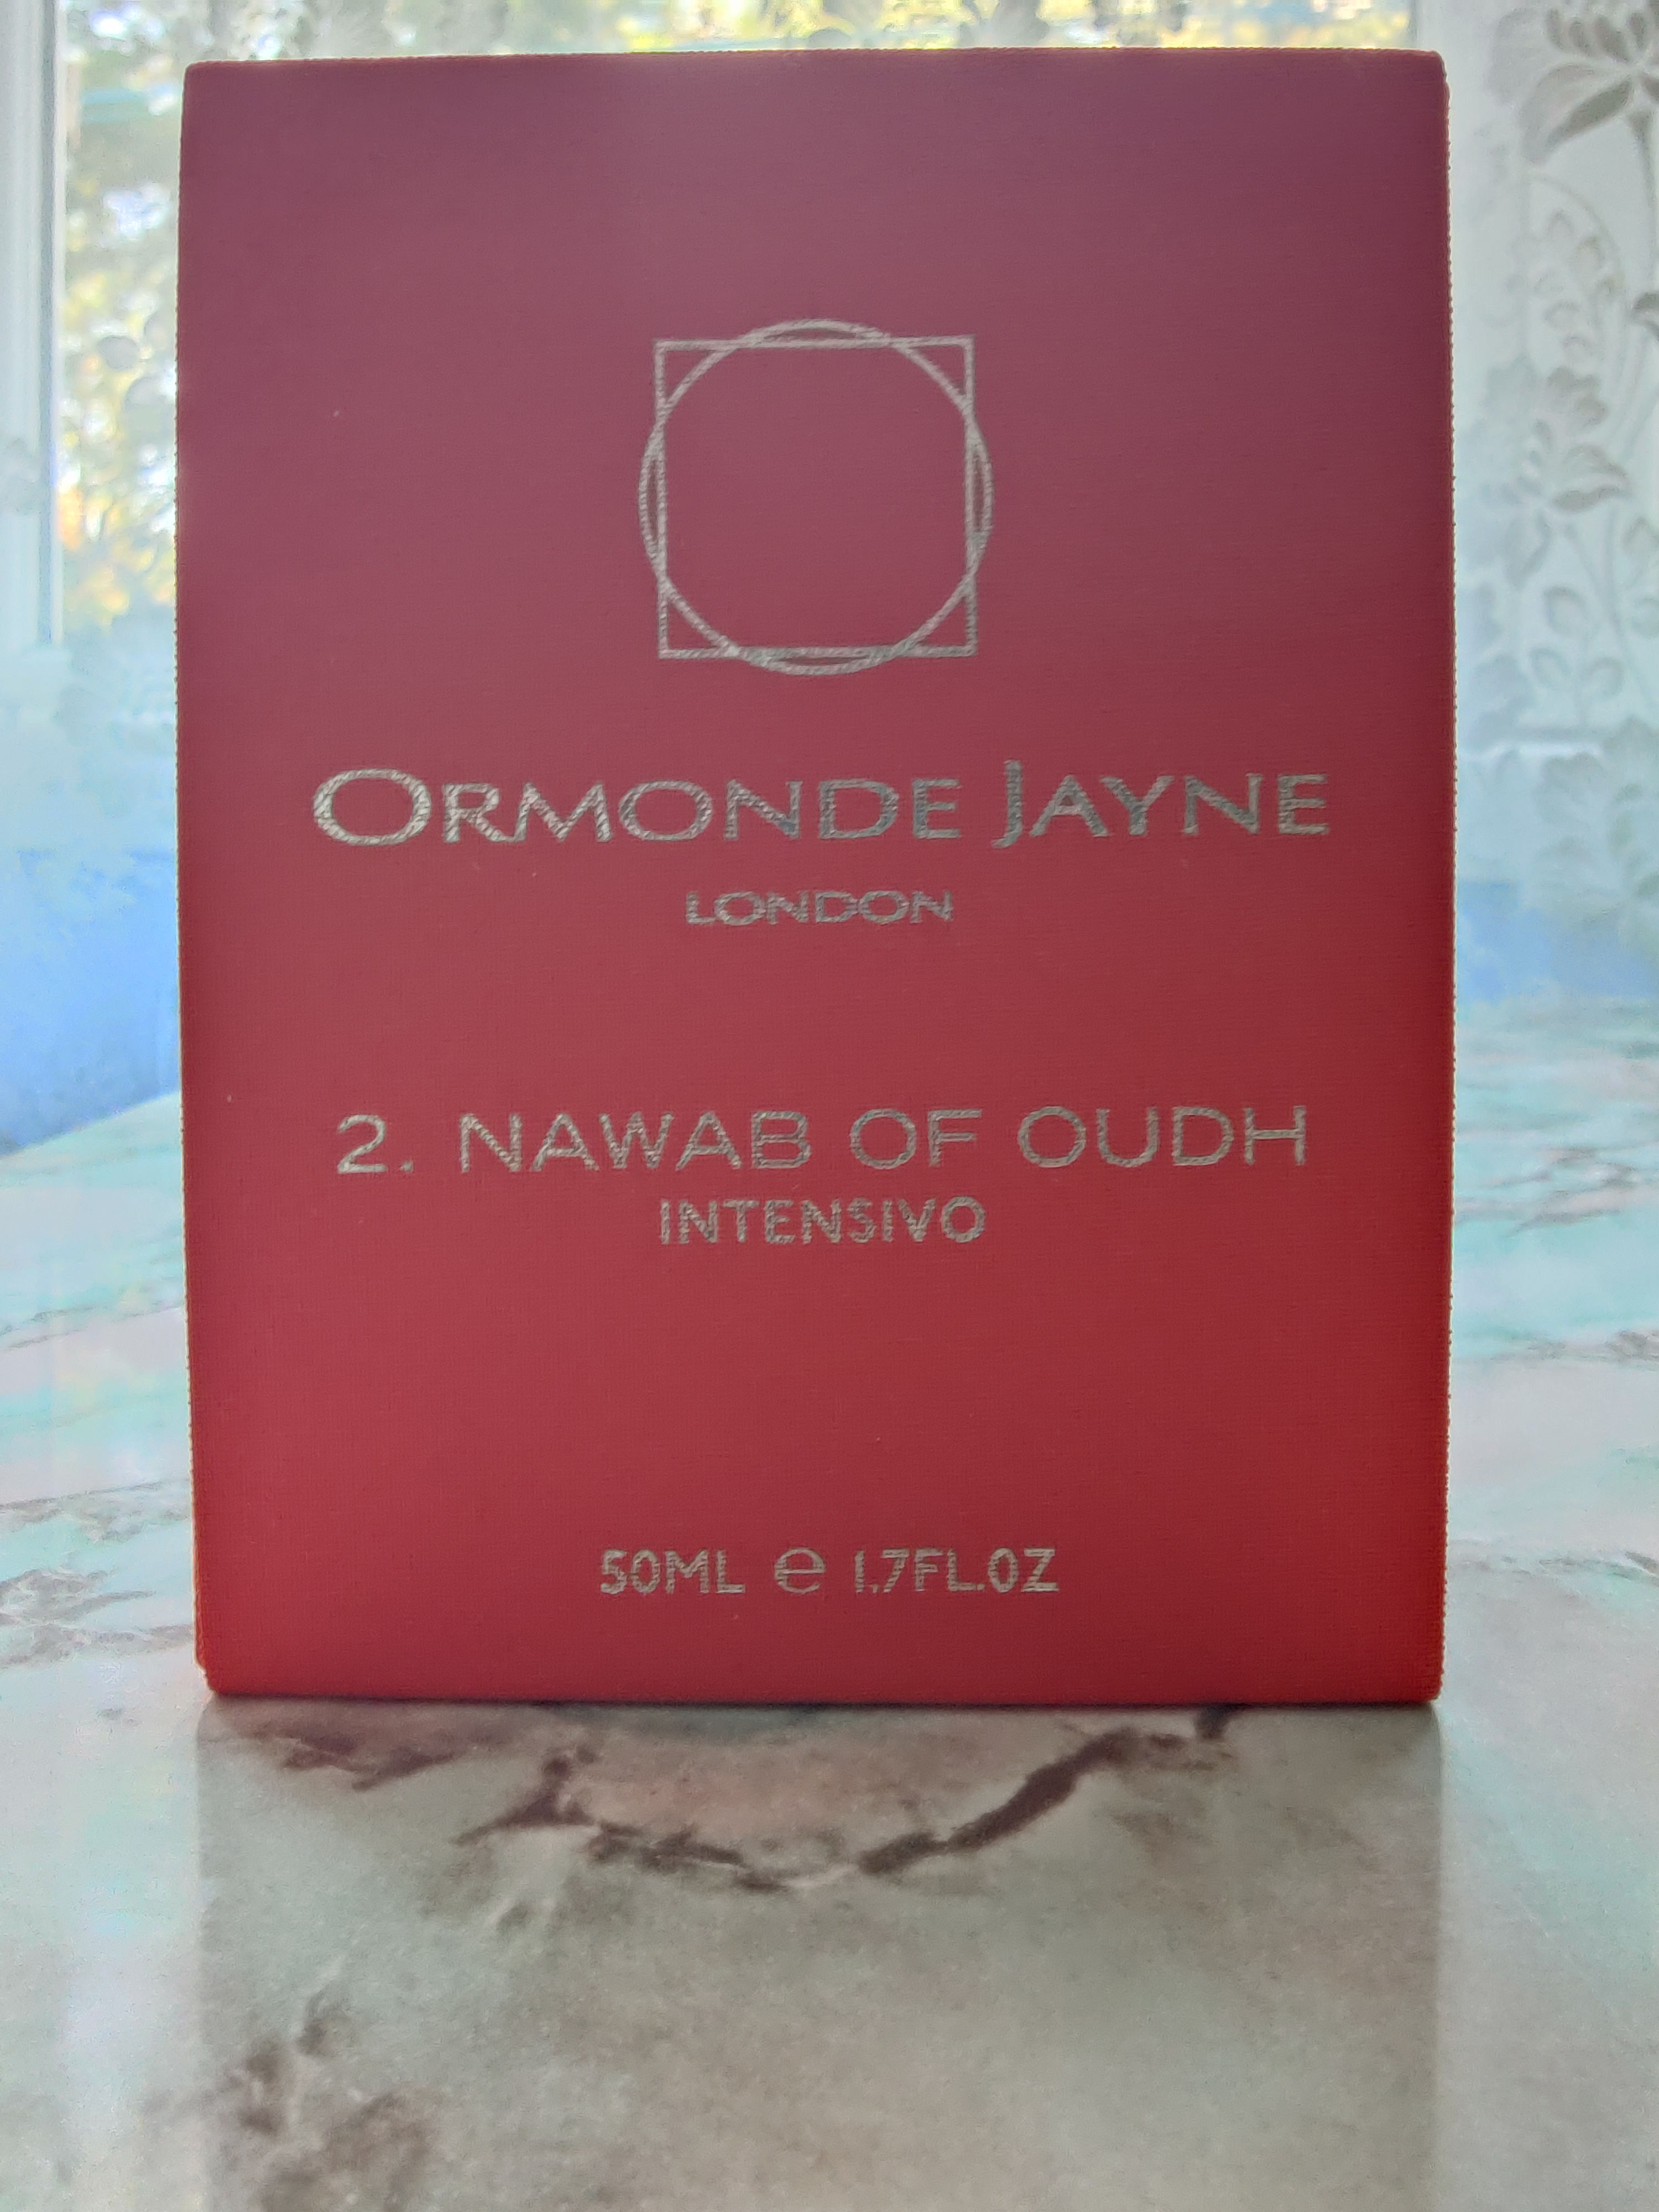 ORMONDE JAYNE
LONDON
2. NAWAB OF OUDH
INTENSIVO
50ML e 1.7FL.OZ